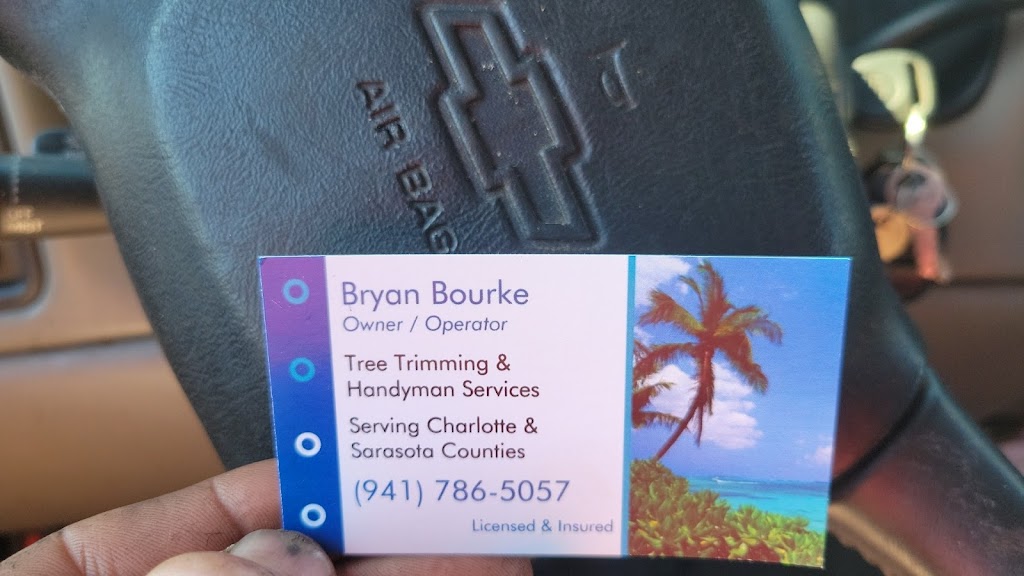 AIR BAG
Bryan Bourke
Owner / Operator
Tree Trimming &
Handyman Services
Serving Charlotte &
Sarasota Counties
(941) 786-5057
Licensed & Insured